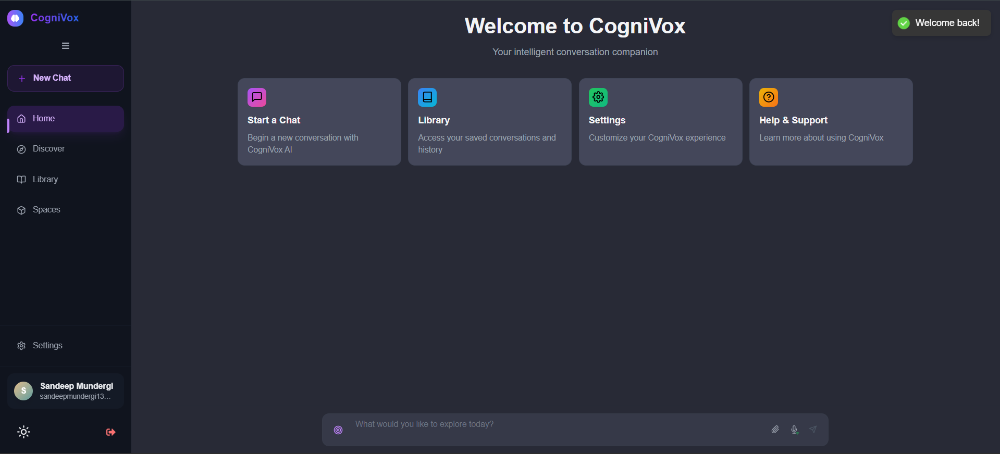 CogniVox
New Chat
Home
Discover
Library
Spaces
Settings
S
Sandeep Mundergi
sandeepmundergi13...
Welcome to CogniVox
Your intelligent conversation companion
Welcome back!
Start a Chat
Begin a new conversation with
CogniVox AI
Library
Access your saved conversations and
history
Settings
Customize your CogniVox experience
Help & Support
Learn more about using CogniVox
What would you like to explore today?